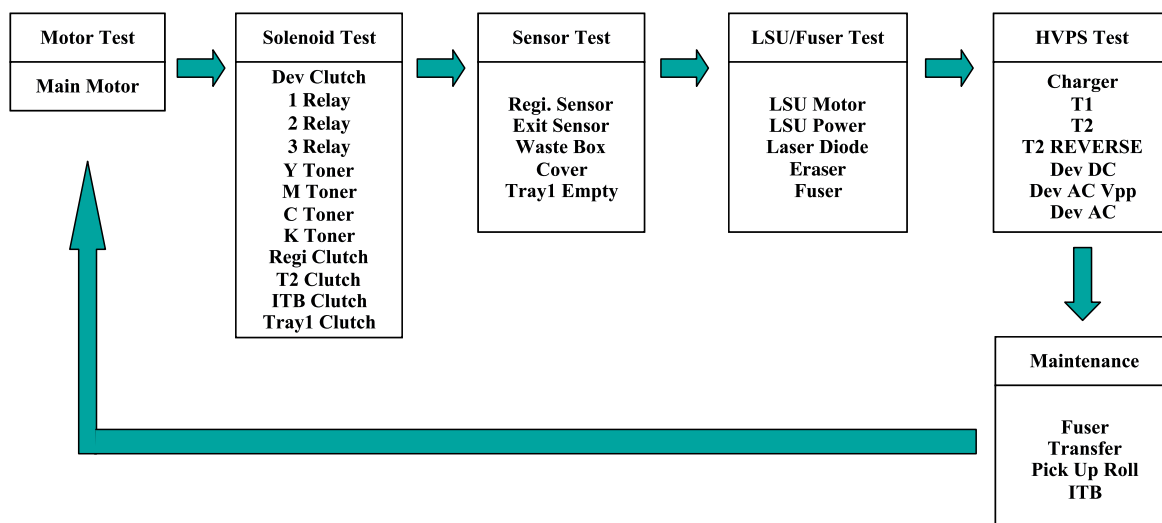 Motor Test
Main Motor
Solenoid Test
Dev Clutch
1 Relay
2 Relay
3 Relay
Y Toner
M Toner
C Toner
K Toner
Regi Clutch
T2 Clutch
ITB Clutch
Tray1 Clutch
Sensor Test
Regi. Sensor
Exit Sensor
Waste Box
Cover
Tray1 Empty
LSU/Fuser Test
LSU Motor
LSU Power
Laser Diode
Eraser
Fuser
HVPS Test
Charger
T1
T2
T2 REVERSE
Dev DC
Dev AC Vpp
Dev AC
Maintenance
Fuser
Transfer
Pick Up Roll
ITB